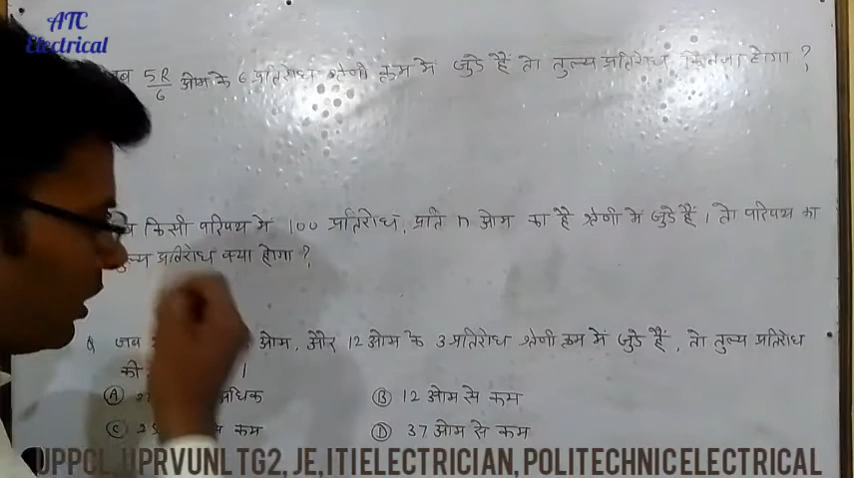 ATC
Electrical
5R/6 ओम के 6 प्रतिरोध श्रेणी क्रम में जुडे हैं तो तुल्य प्रतिरोध कितना होगा ?
किसी परिपथ में 100 प्रतिरोध, प्रति n ओम का है श्रेणी में जुडे हैं । तो परिपथ का
प्रतिरोध क्या होगा ?
Q जब ओम, और 12 ओम के 3 प्रतिरोध श्रेणी क्रम में जुडे हैं, तो तुल्य प्रतिरोध
की
Ⓐ अधिक Ⓑ 12 ओम से कम
Ⓒ से कम Ⓓ 37 ओम से कम
UPPCL, UPRVUNL TG2, JE, ITI ELECTRICIAN, POLITECHNIC ELECTRICAL